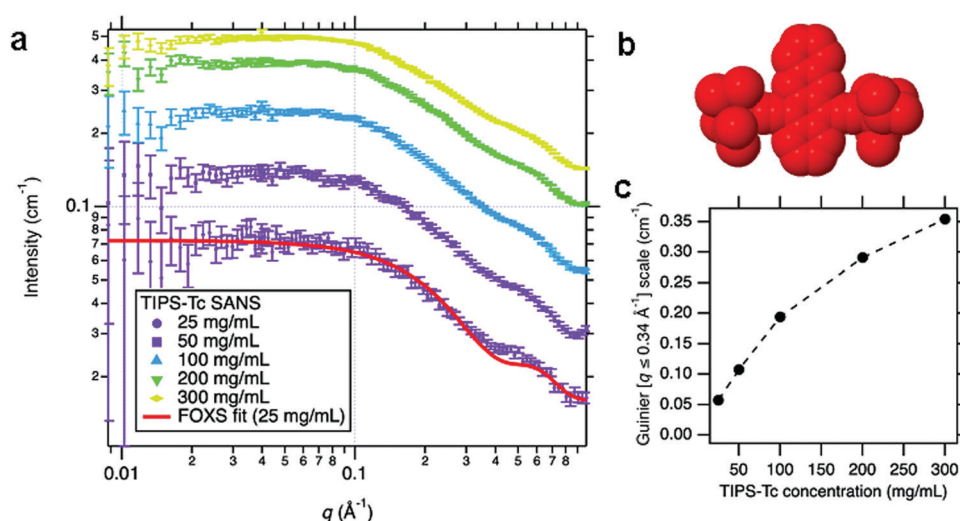 a
Intensity (cm⁻¹)
5
4
3
2
0.1
9
8
7
6
5
4
3
2
TIPS-Tc SANS
25 mg/mL
50 mg/mL
100 mg/mL
200 mg/mL
300 mg/mL
FOXS fit (25 mg/mL)
0.01 2 3 4 5 6 7 8 0.1 2 3 4 5 6 7 8
q (Å⁻¹)
b
c
Guinier [q ≤ 0.34 Å⁻¹] scale (cm⁻¹)
0.35
0.30
0.25
0.20
0.15
0.10
0.05
0.00
50 100 150 200 250 300
TIPS-Tc concentration (mg/mL)